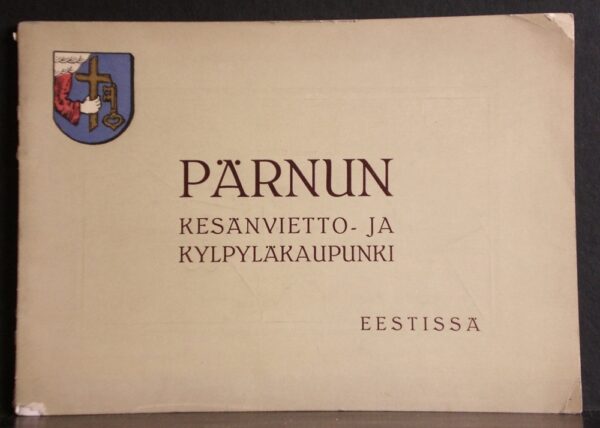 PÄRNUN
KESÄNVIETTO- JA
KYLPYLÄKAUPUNKI
EESTISSÄ